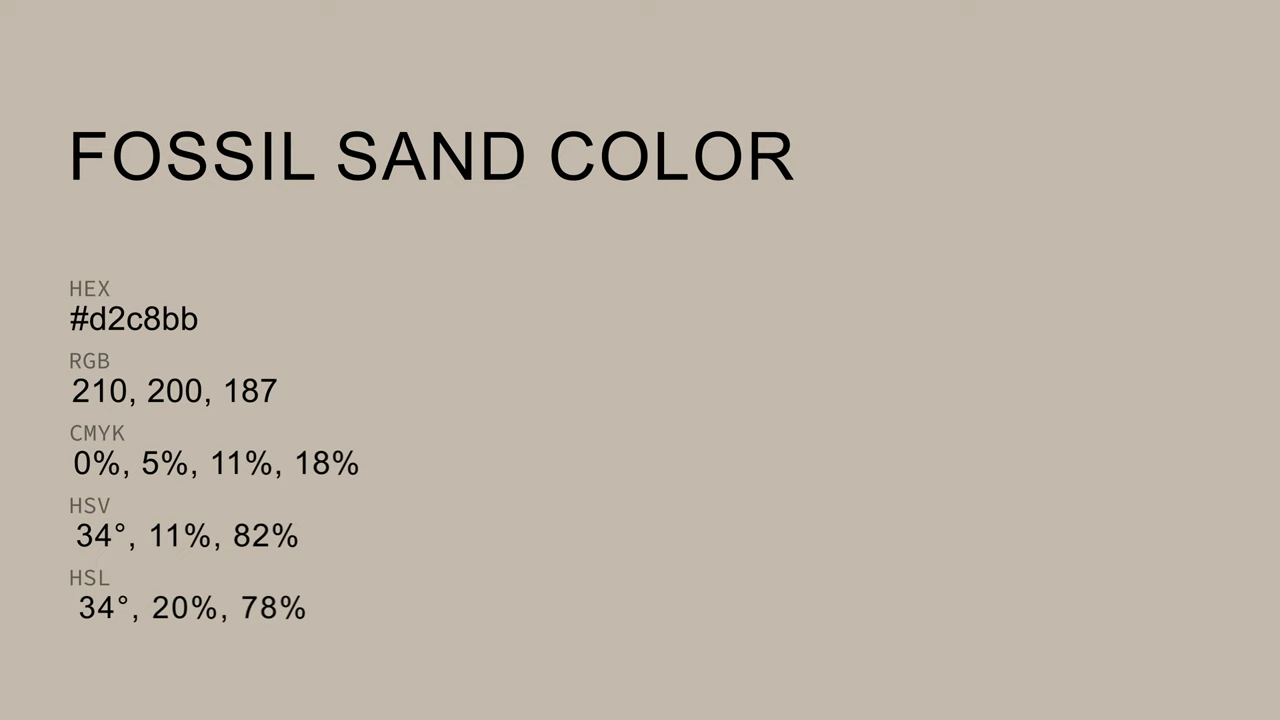 FOSSIL SAND COLOR
HEX
#d2c8bb
RGB
210, 200, 187
CMYK
0%, 5%, 11%, 18%
HSV
34°, 11%, 82%
HSL
34°, 20%, 78%